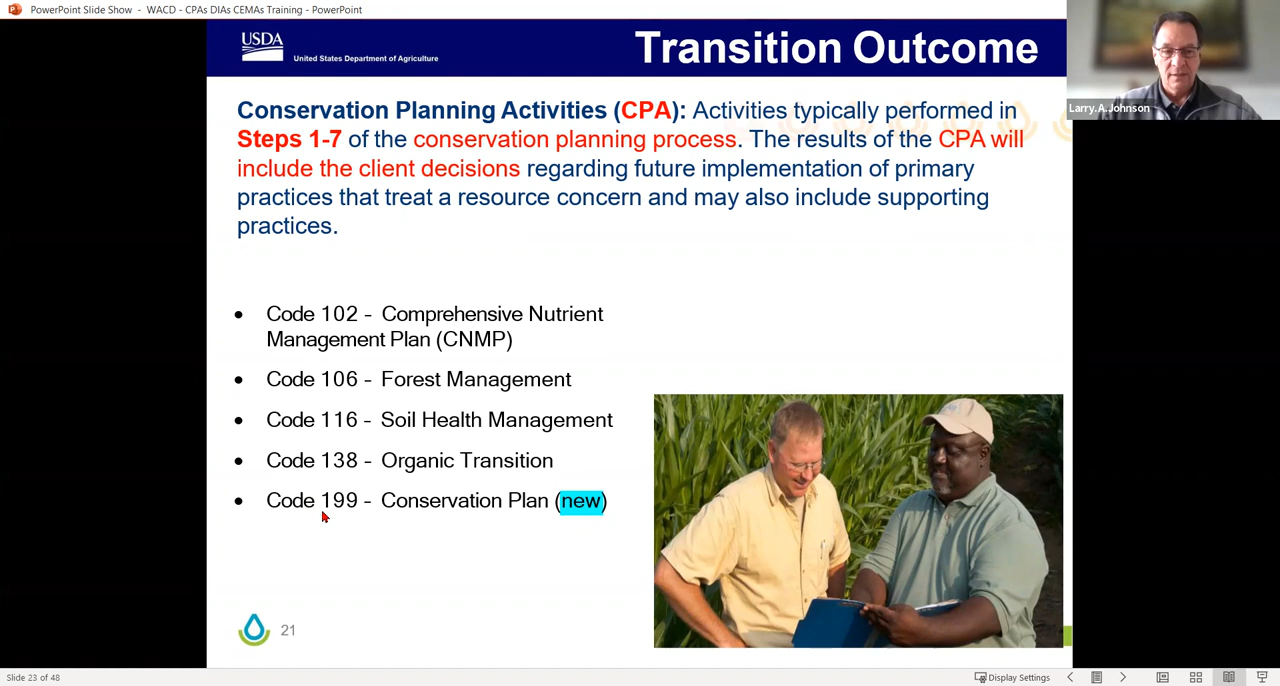 PowerPoint Slide Show - WACD - CPAs DIAs CEMAs Training - PowerPoint
USDA
United States Department of Agriculture
Transition Outcome
Larry.A.Johnson
Conservation Planning Activities (CPA): Activities typically performed in
Steps 1-7 of the conservation planning process. The results of the CPA will
include the client decisions regarding future implementation of primary
practices that treat a resource concern and may also include supporting
practices.
• Code 102 - Comprehensive Nutrient
Management Plan (CNMP)
• Code 106 - Forest Management
• Code 116 - Soil Health Management
• Code 138 - Organic Transition
• Code 199 - Conservation Plan (new)
21
Slide 23 of 48
Display Settings